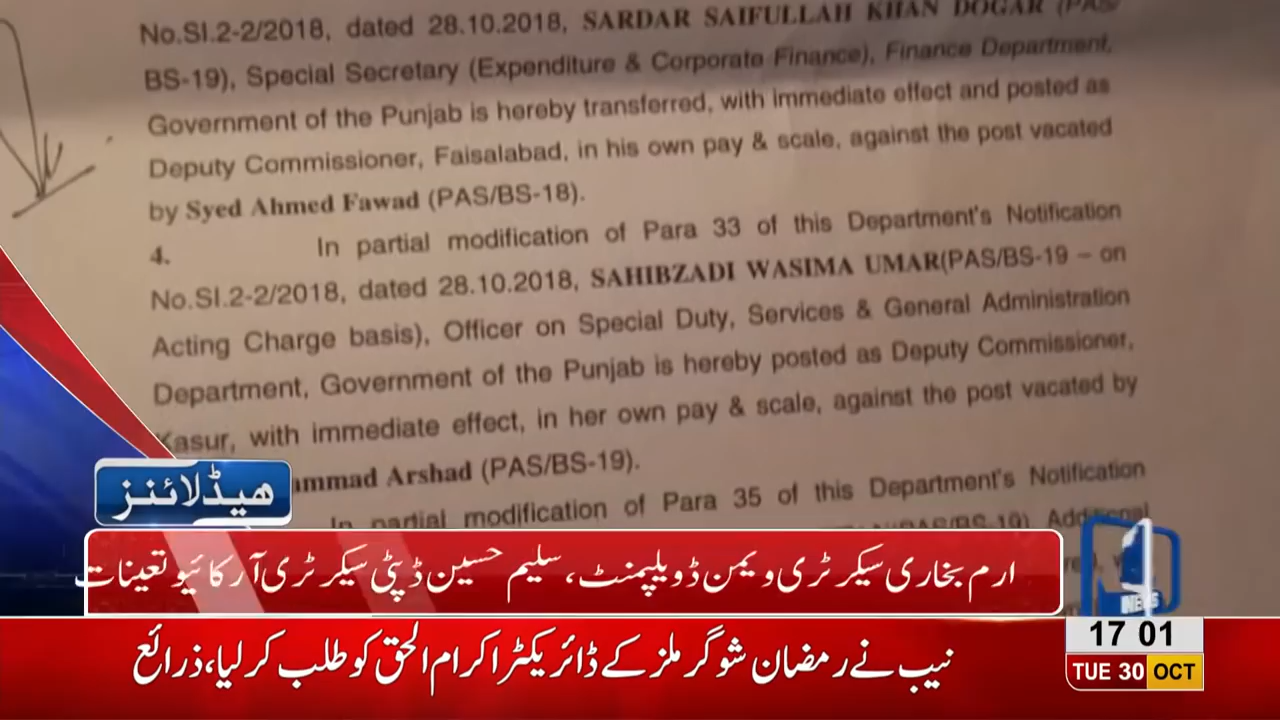 No.SI.2-2/2018, dated 28.10.2018, SARDAR SAIFULLAH KHAN DOGAR (PAS/
BS-19), Special Secretary (Expenditure & Corporate Finance), Finance Department,
Government of the Punjab is hereby transferred, with immediate effect and posted as
Deputy Commissioner, Faisalabad, in his own pay & scale, against the post vacated
by Syed Ahmed Fawad (PAS/BS-18).
4. In partial modification of Para 33 of this Department's Notification
No.SI.2-2/2018, dated 28.10.2018, SAHIBZADI WASIMA UMAR(PAS/BS-19 – on
Acting Charge basis), Officer on Special Duty, Services & General Administration
Department, Government of the Punjab is hereby posted as Deputy Commissioner,
Kasur, with immediate effect, in her own pay & scale, against the post vacated by
ammad Arshad (PAS/BS-19).
In partial modification of Para 35 of this Department's Notification
ہیڈلائنز
ارم بخاری سیکرٹری ویمن ڈویلپمنٹ، سلیم حسین ڈپٹی سیکرٹری آرکائیو تعینات
1 NEWS
نیب نے رمضان شوگر ملز کے ڈائریکٹر اکرام الحق کو طلب کر لیا، ذرائع
17 01
TUE 30 OCT